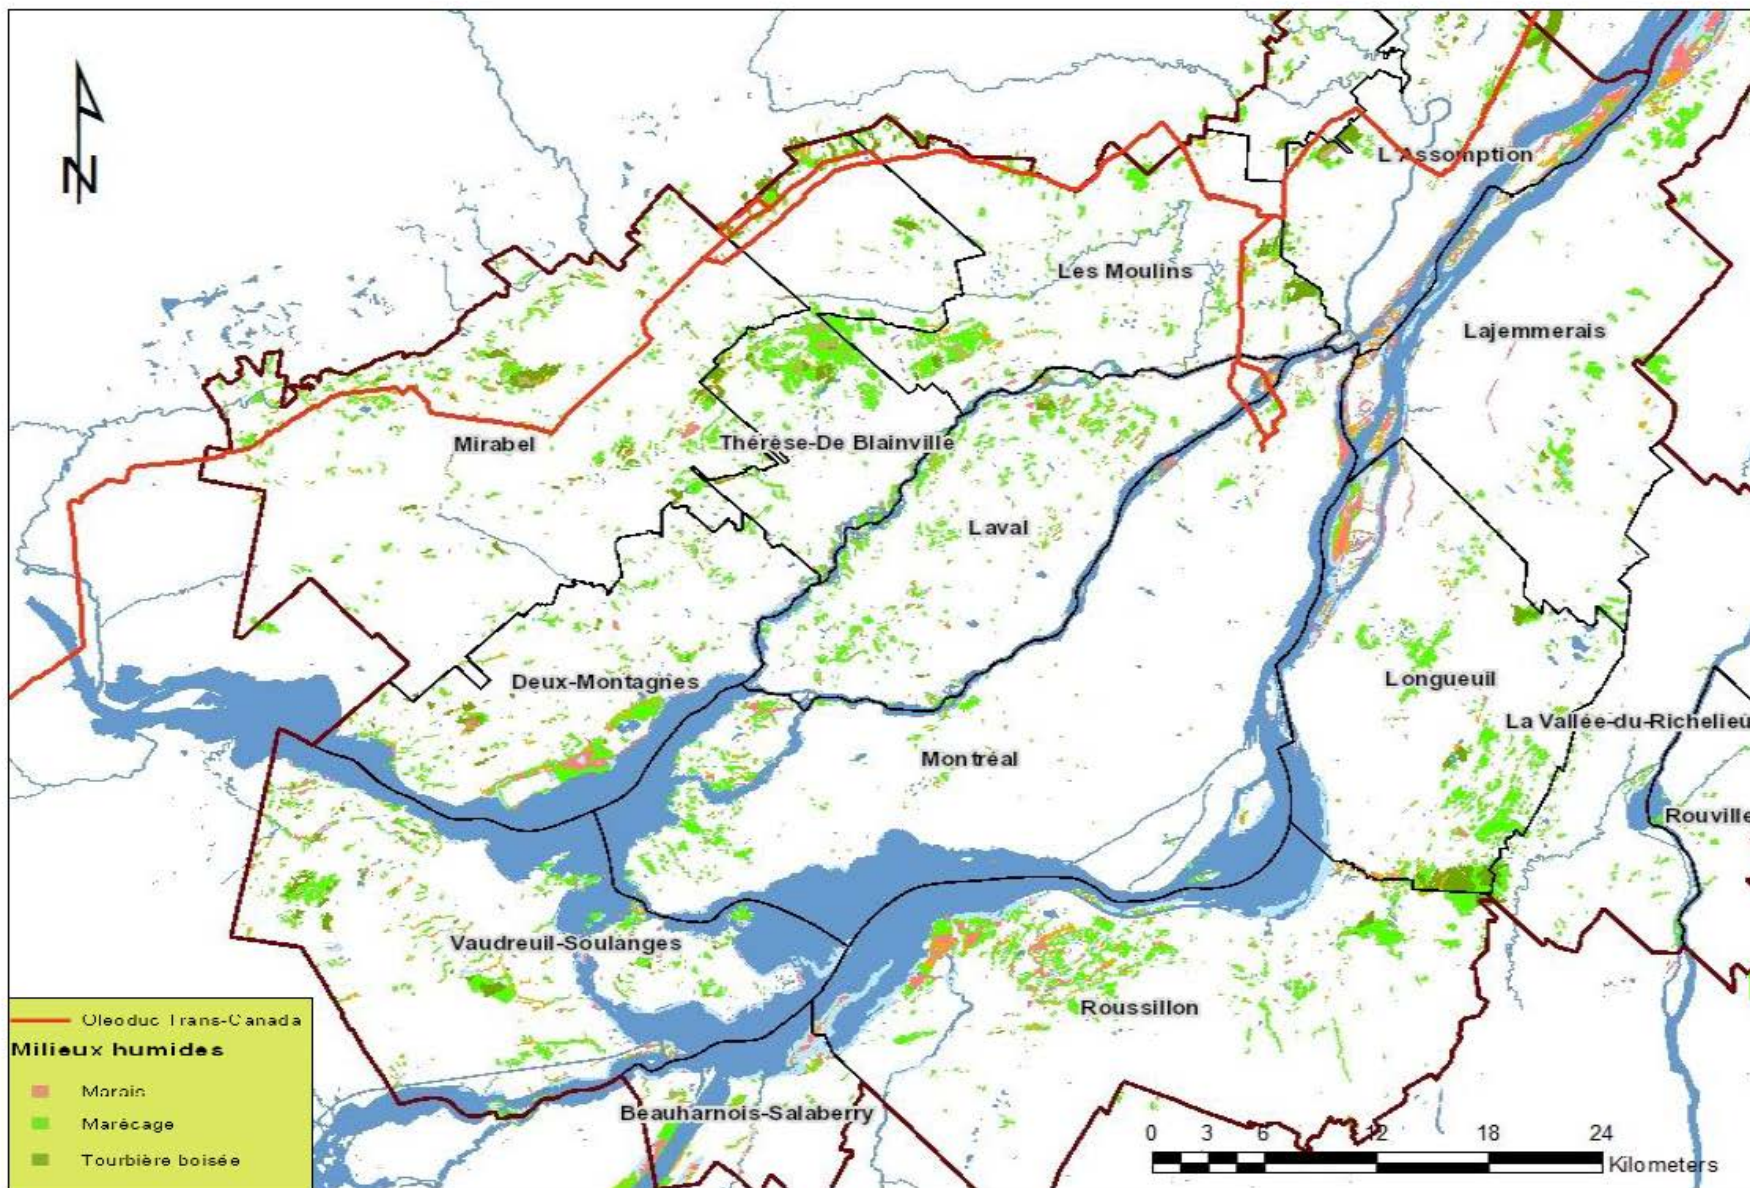 N
L'Assomption
Les Moulins
Lajemmerais
Mirabel
Thérèse-De Blainville
Laval
Deux-Montagnes
Longueuil
La Vallée-du-Richelieu
Montréal
Rouville
Vaudreuil-Soulanges
Roussillon
Beauharnois-Salaberry
Oleoduc Trans-Canada
Milieux humides
Marais
Marécage
Tourbière boisée
0 3 6 12 18 24
Kilometers